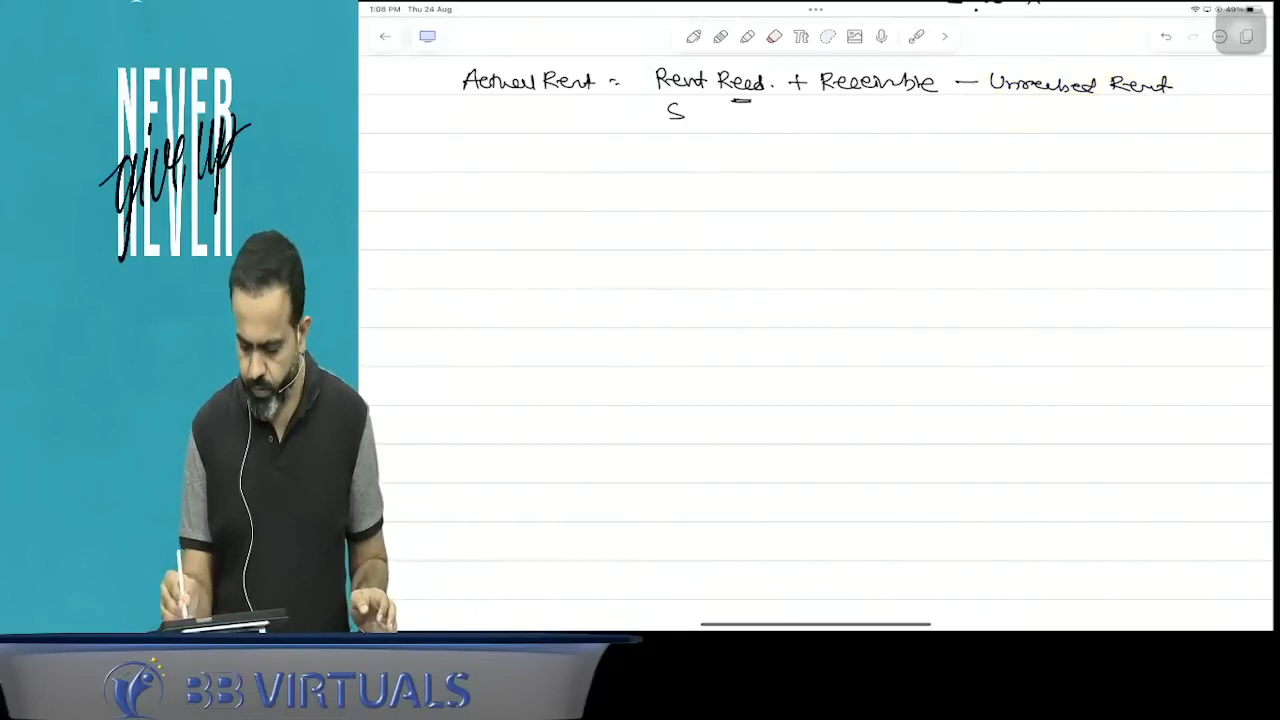 1:08 PM Thu 24 Aug
49%
Actual Rent = Rent Recd. + Receivable - Unrealised Rent
S
NEVER
give up
NEVER
BB VIRTUALS